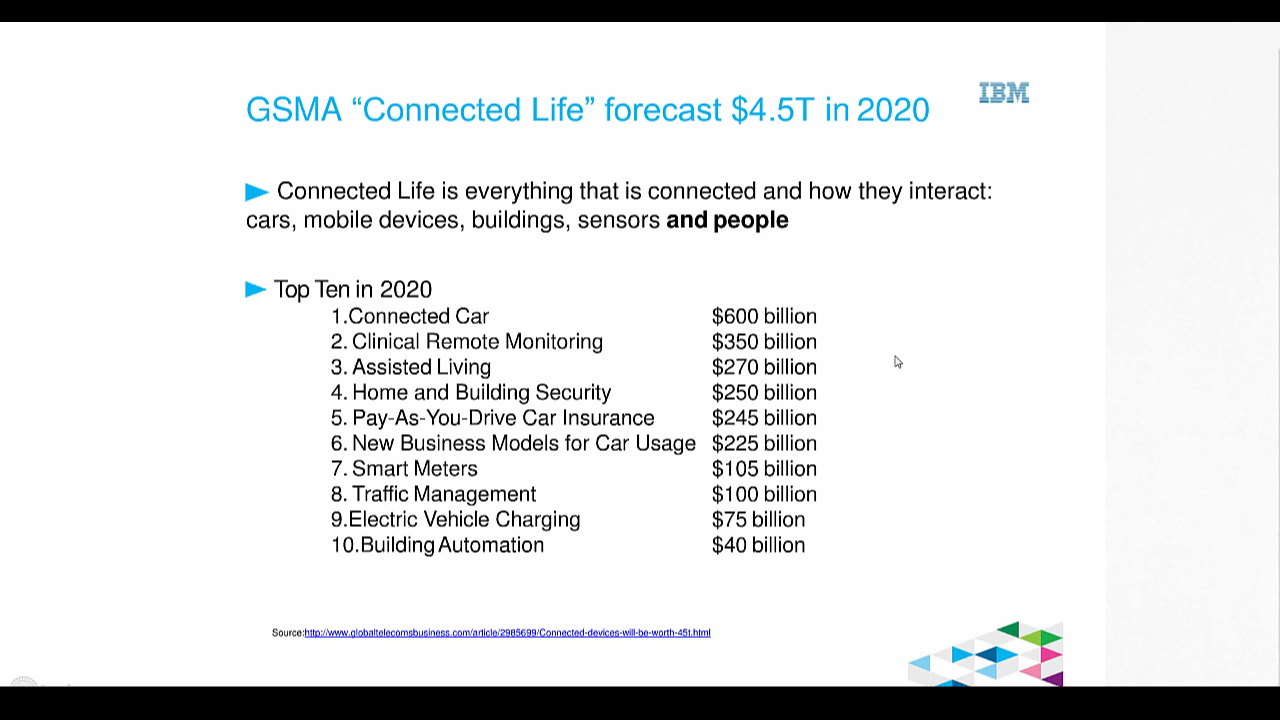 GSMA “Connected Life” forecast $4.5T in 2020
IBM
Connected Life is everything that is connected and how they interact:
cars, mobile devices, buildings, sensors and people
Top Ten in 2020
1.Connected Car $600 billion
2. Clinical Remote Monitoring $350 billion
3. Assisted Living $270 billion
4. Home and Building Security $250 billion
5. Pay-As-You-Drive Car Insurance $245 billion
6. New Business Models for Car Usage $225 billion
7. Smart Meters $105 billion
8. Traffic Management $100 billion
9.Electric Vehicle Charging $75 billion
10.Building Automation $40 billion
Source:http://www.globaltelecomsbusiness.com/article/2985699/Connected-devices-will-be-worth-45t.html